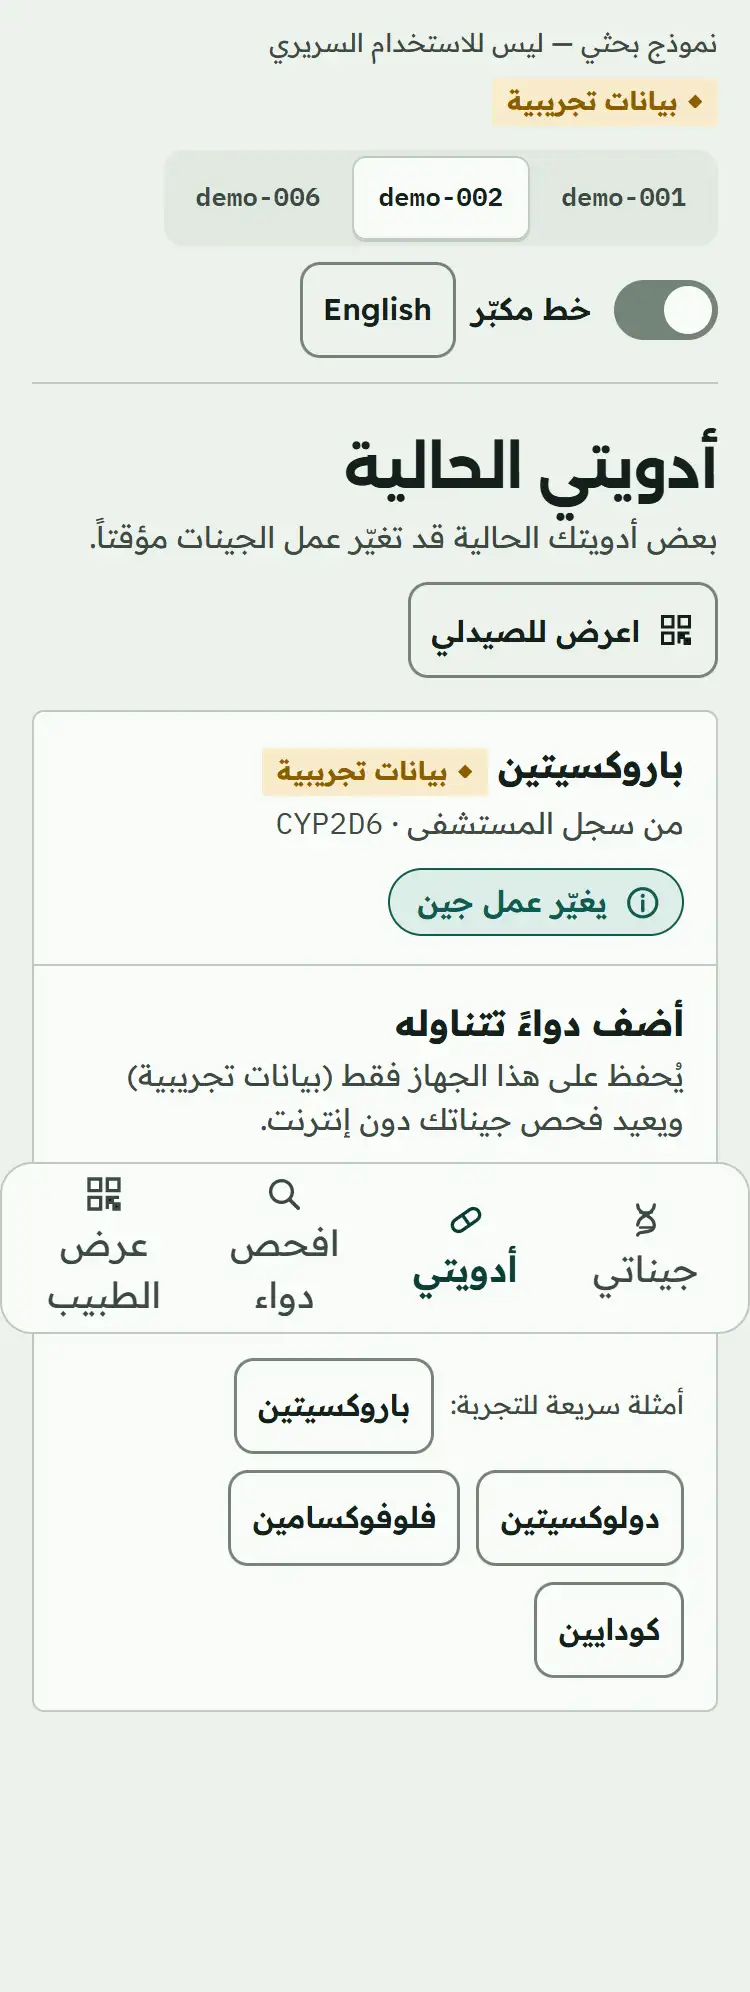 نموذج بحثي — ليس للاستخدام السريري
◆ بيانات تجريبية
demo-001
demo-002
demo-006
خط مكبّر
English
أدويتي الحالية
بعض أدويتك الحالية قد تغيّر عمل الجينات مؤقتاً.
اعرض للصيدلي
باروكسيتين ◆ بيانات تجريبية
من سجل المستشفى · CYP2D6
يغيّر عمل جين
أضف دواءً تتناوله
يُحفظ على هذا الجهاز فقط (بيانات تجريبية)
ويعيد فحص جيناتك دون إنترنت.
جيناتي
أدويتي
افحص
دواء
عرض
الطبيب
أمثلة سريعة للتجربة:
باروكسيتين
دولوكسيتين
فلوفوكسامين
كودايين